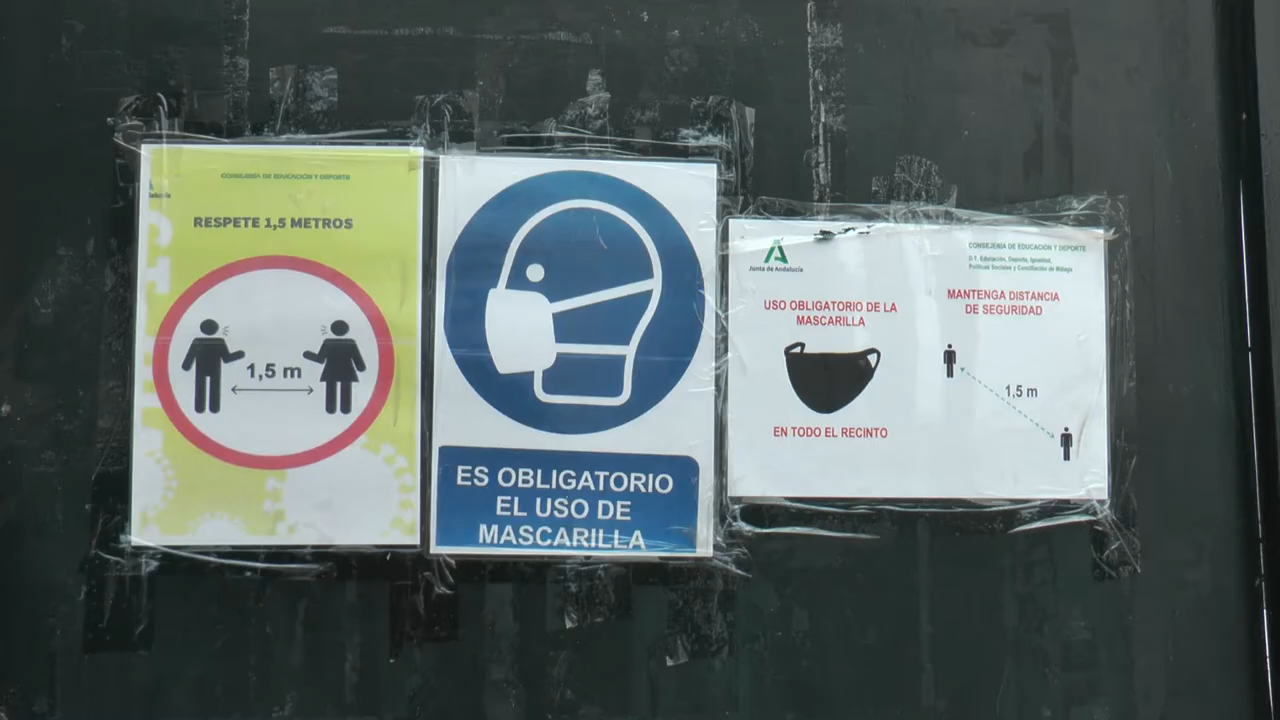 CONSEJERÍA DE EDUCACIÓN Y DEPORTE
RESPETE 1,5 METROS
1,5 m
ES OBLIGATORIO
EL USO DE
MASCARILLA
Junta de Andalucía
CONSEJERÍA DE EDUCACIÓN Y DEPORTE
D.T. Educación, Deporte, Igualdad,
Políticas Sociales y Conciliación de Málaga
USO OBLIGATORIO DE LA
MASCARILLA
EN TODO EL RECINTO
MANTENGA DISTANCIA
DE SEGURIDAD
1,5 m